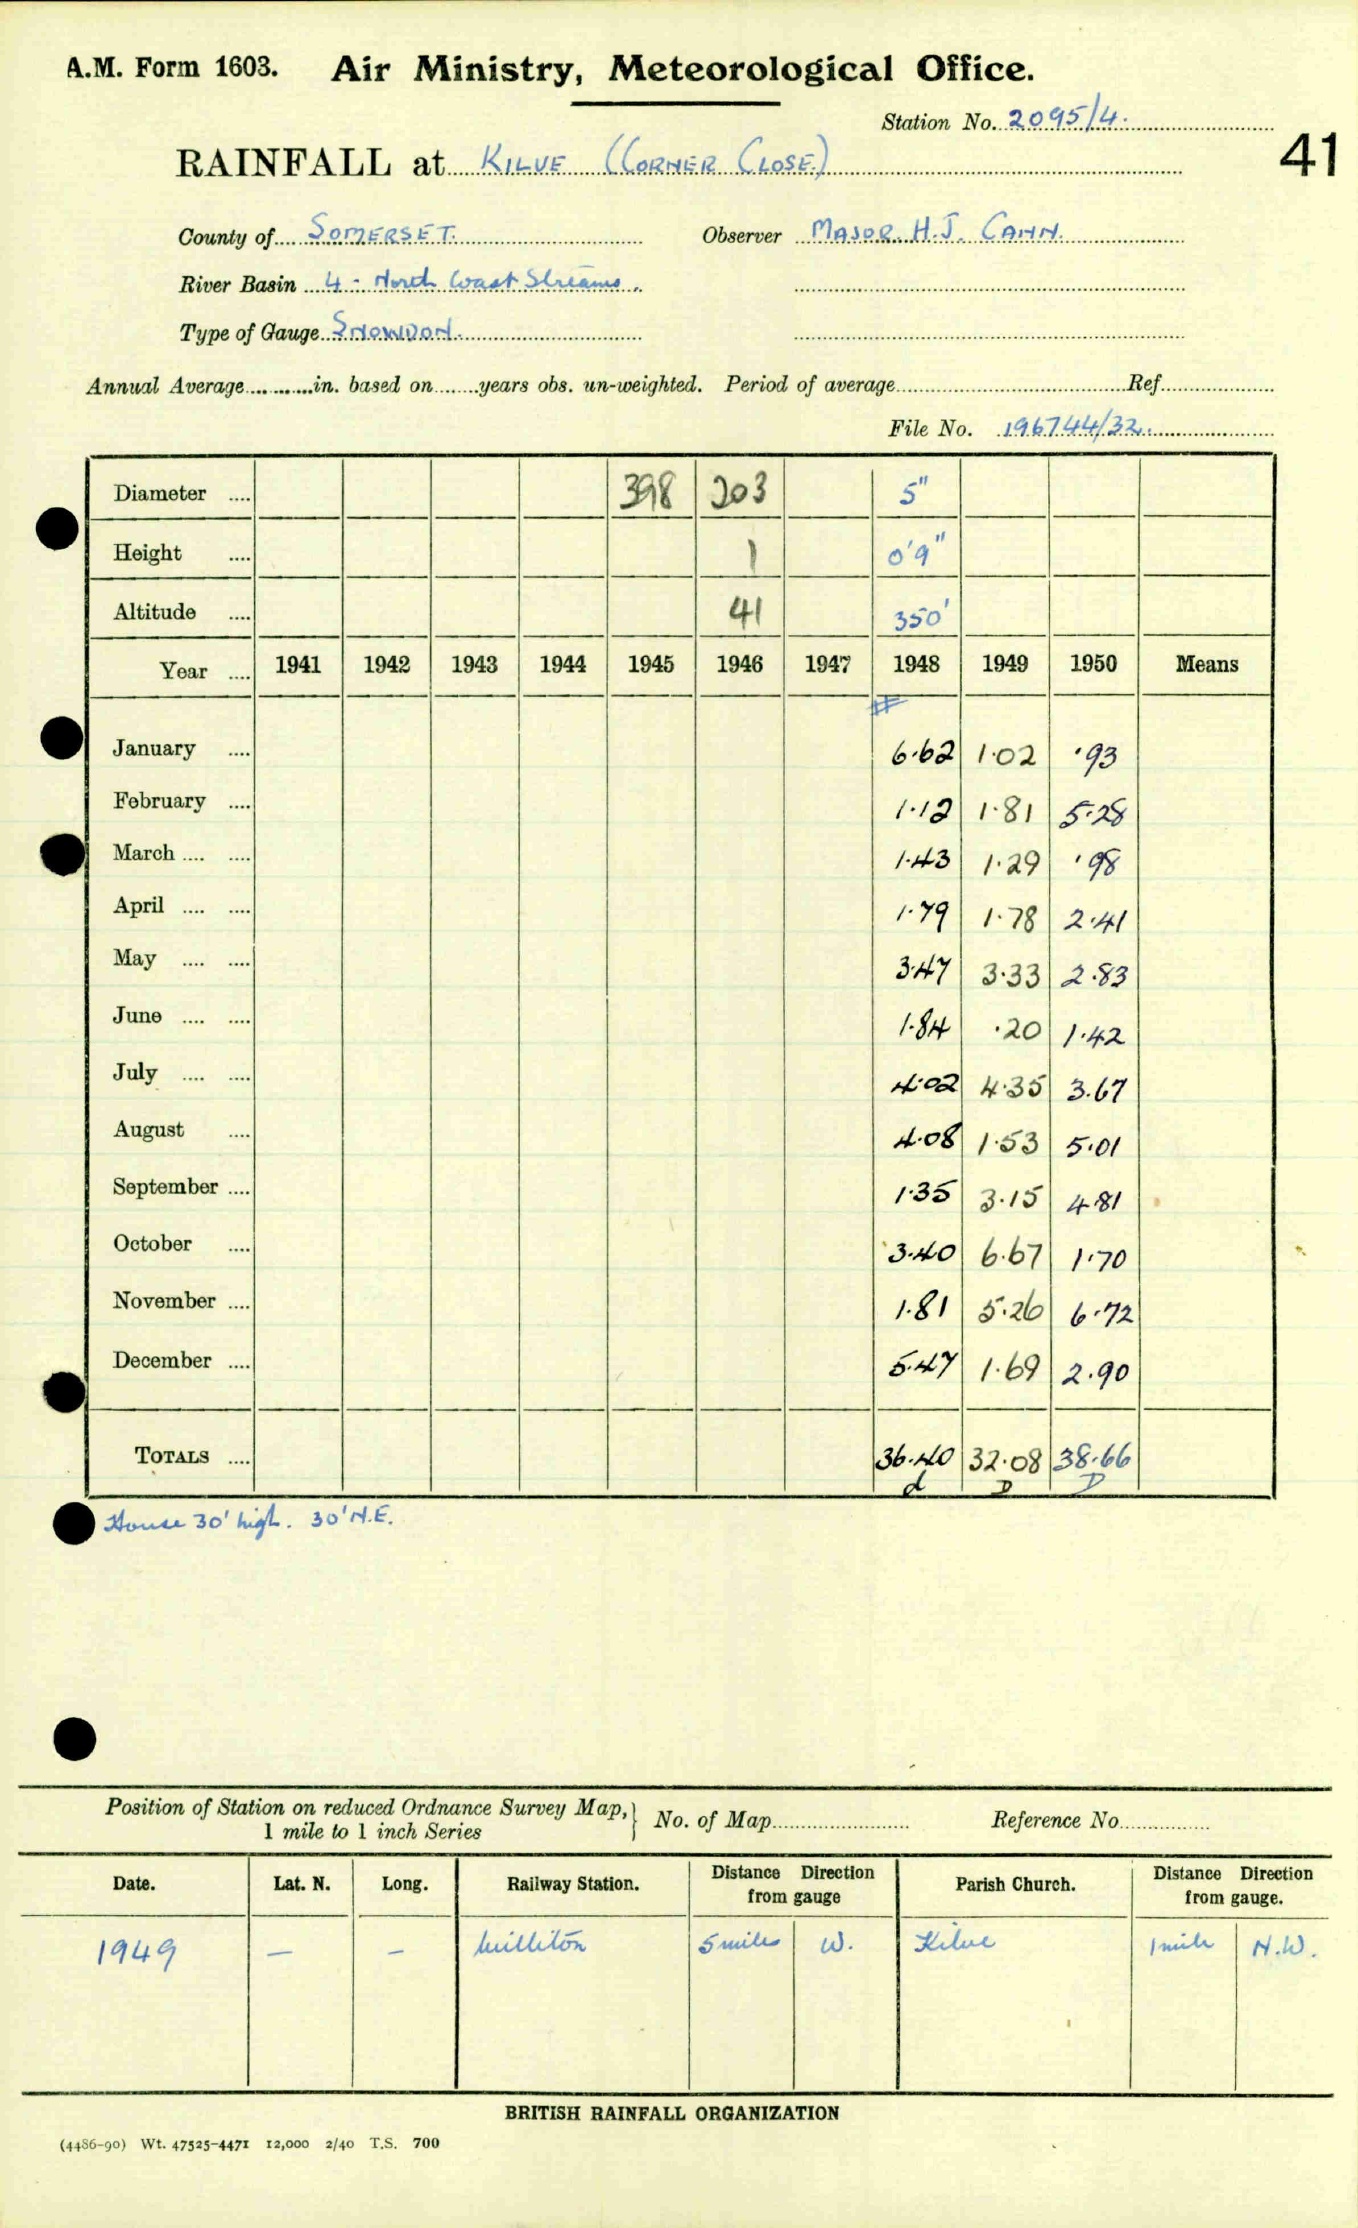 A.M. Form 1603. Air Ministry, Meteorological Office.
Station No. 2095/4.
41
RAINFALL at KILVE (CORNER CLOSE.)
County of SOMERSET. Observer MAJOR. H.J. CANN.
River Basin 4 - North Coast Streams.
Type of Gauge SNOWDON.
Annual Average in. based on years obs. un-weighted. Period of average Ref
File No. 196744/32.
Diameter .... 398 203 5"
Height .... 1 0'9"
Altitude .... 41 350'
Year .... 1941 1942 1943 1944 1945 1946 1947 1948 1949 1950 Means
#
January .... 6.62 1.02 .93
February .... 1.12 1.81 5.28
March .... .... 1.43 1.29 .98
April .... .... 1.79 1.78 2.41
May .... .... 3.47 3.33 2.83
June .... .... 1.84 .20 1.42
July .... .... 4.02 4.35 3.67
August .... 4.08 1.53 5.01
September .... 1.35 3.15 4.81
October .... 3.40 6.67 1.70
November .... 1.81 5.26 6.72
December .... 5.47 1.69 2.90
TOTALS .... 36.40 32.08 38.66
d D D
House 30' high. 30' N.E.
Position of Station on reduced Ordnance Survey Map, 1 mile to 1 inch Series } No. of Map Reference No
Date. Lat. N. Long. Railway Station. Distance Direction from gauge Parish Church. Distance Direction from gauge.
1949 — — Williton 5 miles W. Kilve 1 mile N.W.
BRITISH RAINFALL ORGANIZATION
(4486-90) Wt. 47525-4471 12,000 2/40 T.S. 700